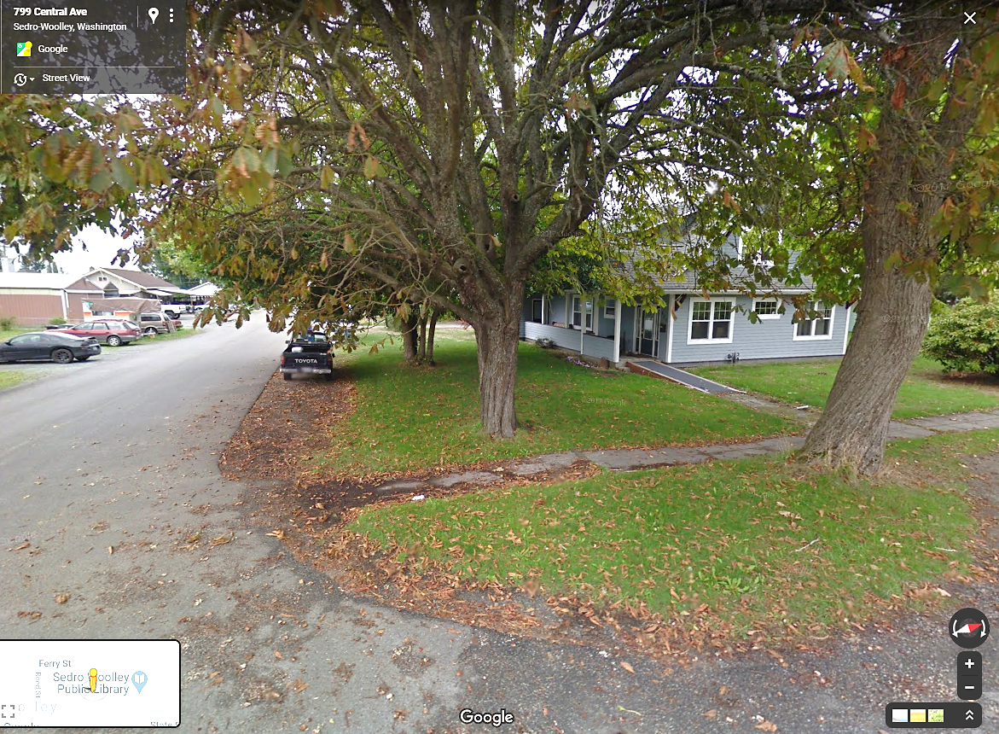 799 Central Ave
Sedro-Woolley, Washington
Google
Street View
TOYOTA
Ferry St
Sedro Woolley
Public Library
Google